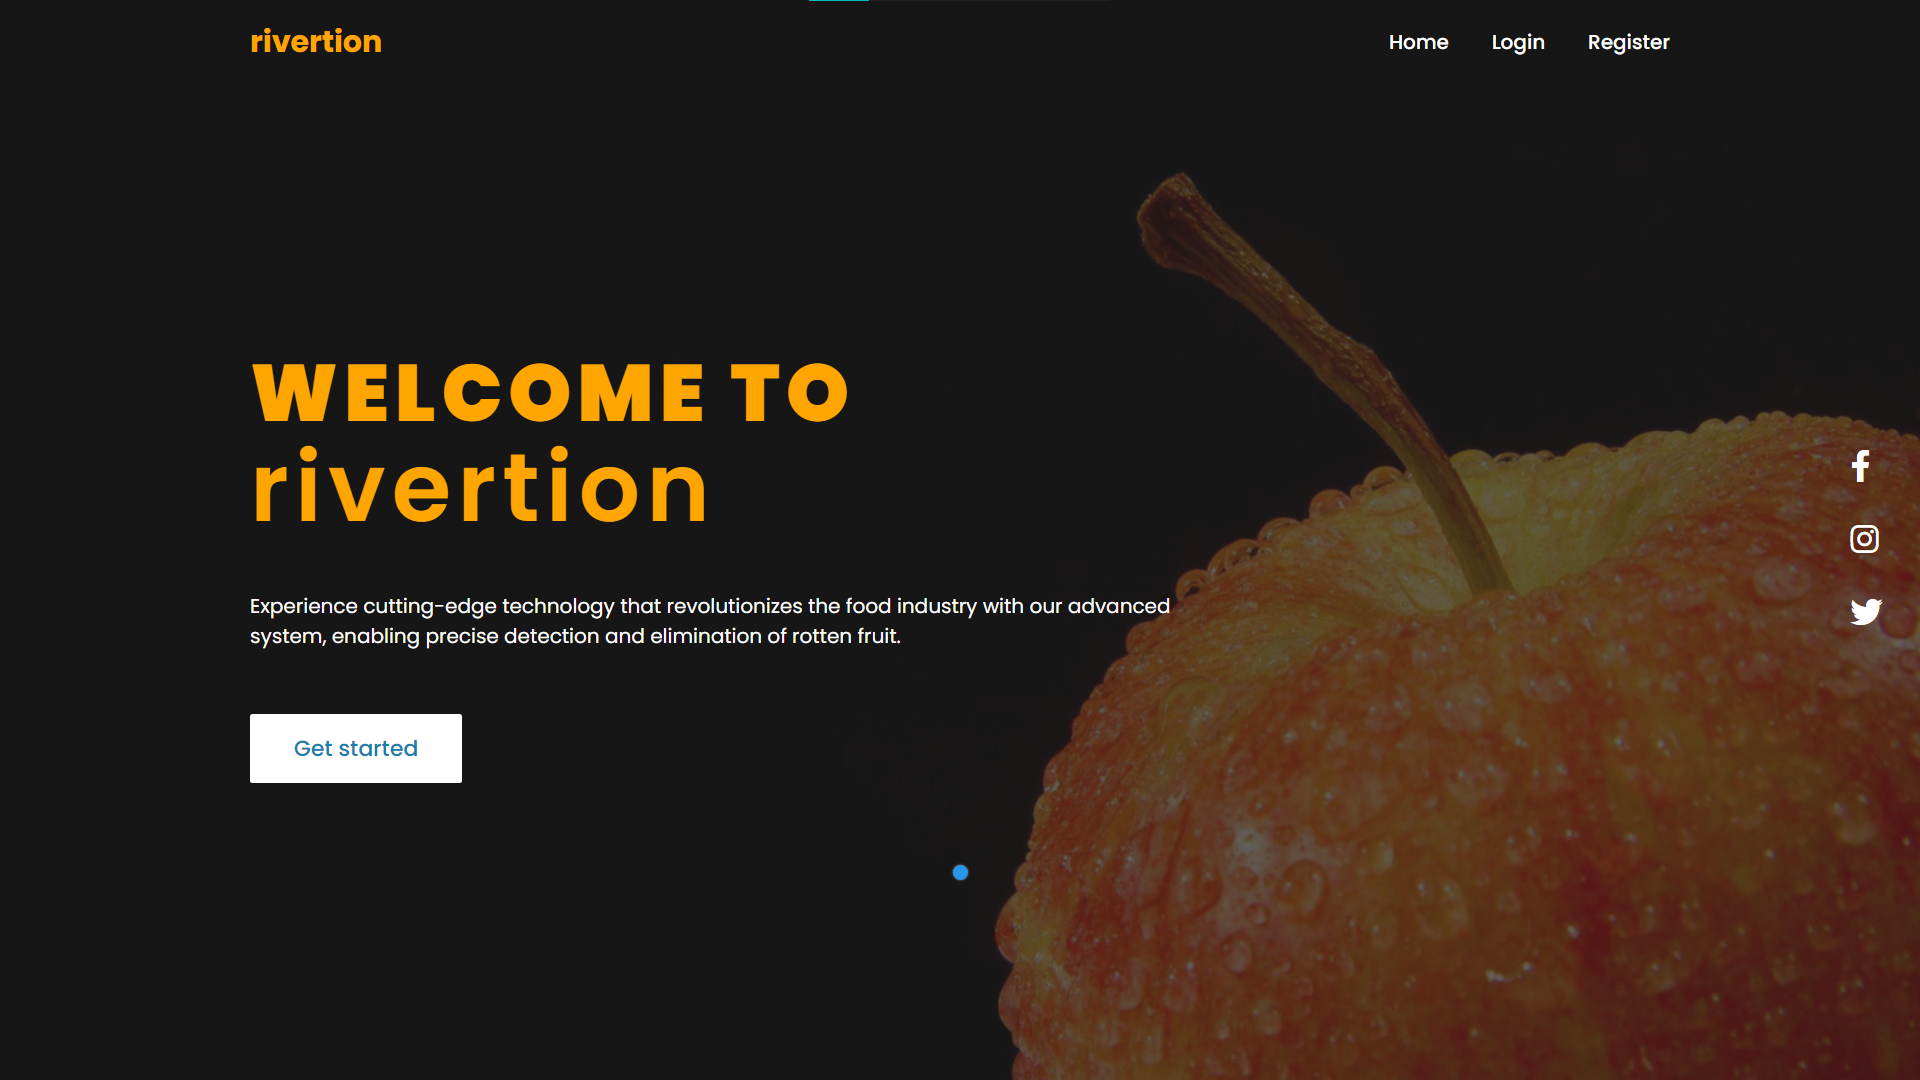 rivertion
Home Login Register
WELCOME TO
rivertion
Experience cutting-edge technology that revolutionizes the food industry with our advanced
system, enabling precise detection and elimination of rotten fruit.
Get started